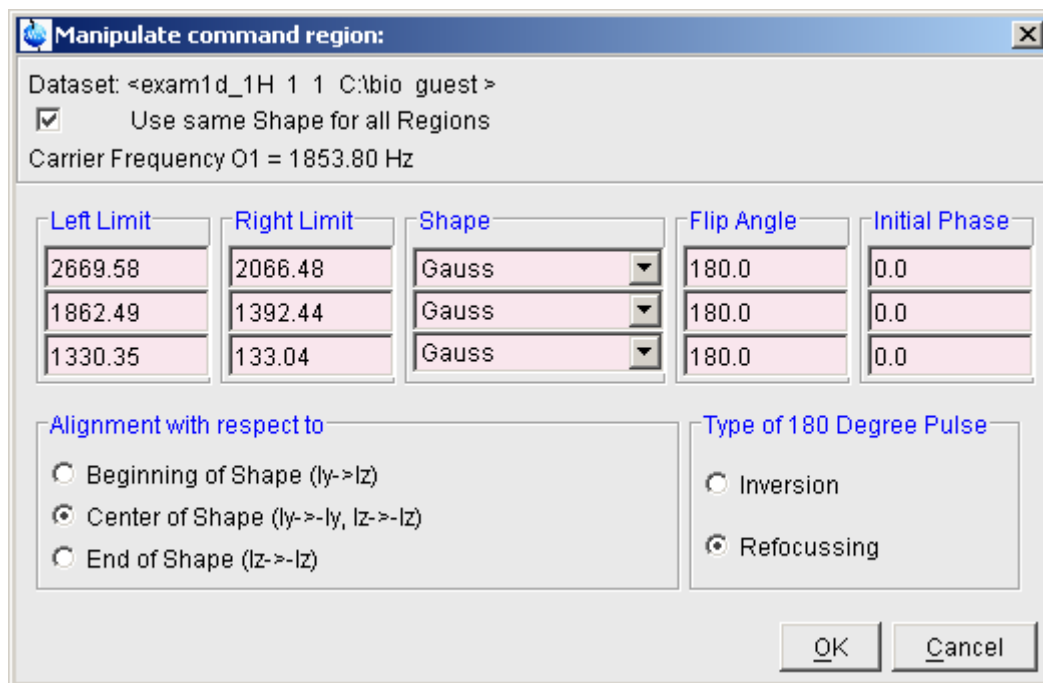 Manipulate command region:
Dataset: <exam1d_1H 1 1 C:\bio guest >
Use same Shape for all Regions
Carrier Frequency O1 = 1853.80 Hz
Left Limit Right Limit Shape Flip Angle Initial Phase
2669.58 2066.48 Gauss 180.0 0.0
1862.49 1392.44 Gauss 180.0 0.0
1330.35 133.04 Gauss 180.0 0.0
Alignment with respect to
Beginning of Shape (Iy->Iz)
Center of Shape (Iy->-Iy, Iz->-Iz)
End of Shape (Iz->-Iz)
Type of 180 Degree Pulse
Inversion
Refocussing
OK Cancel